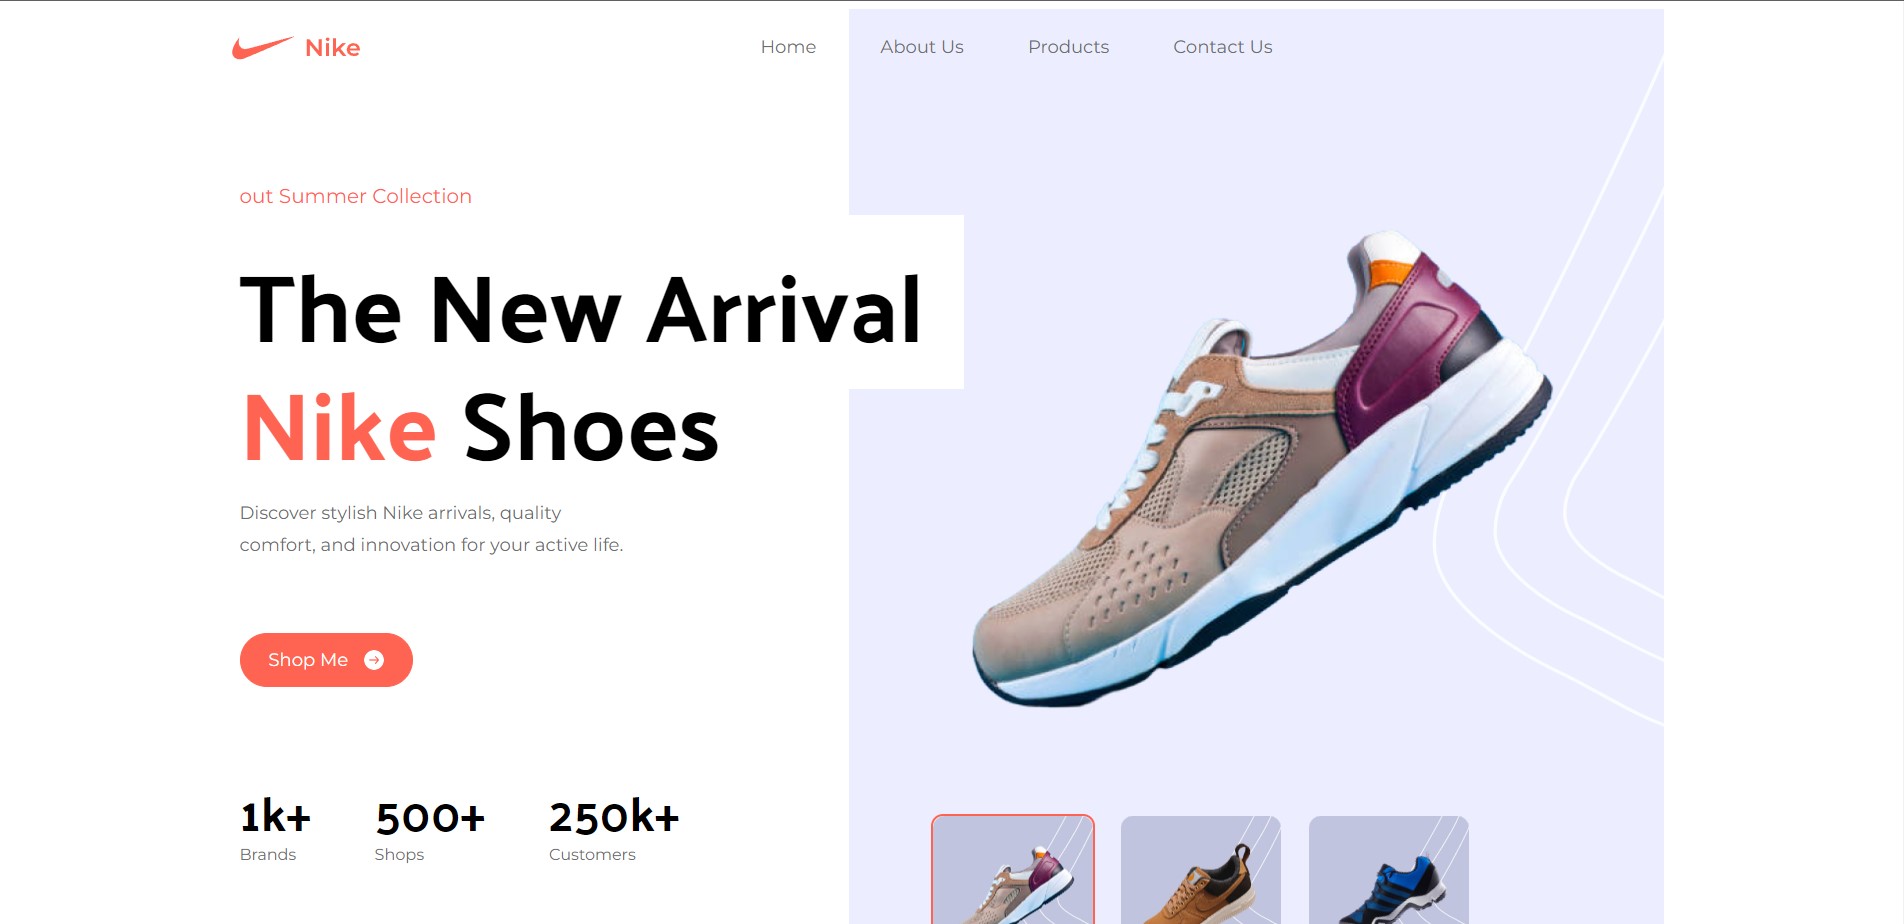 Nike
Home
About Us
Products
Contact Us
out Summer Collection
The New Arrival
Nike Shoes
Discover stylish Nike arrivals, quality
comfort, and innovation for your active life.
Shop Me
1k+
Brands
500+
Shops
250k+
Customers